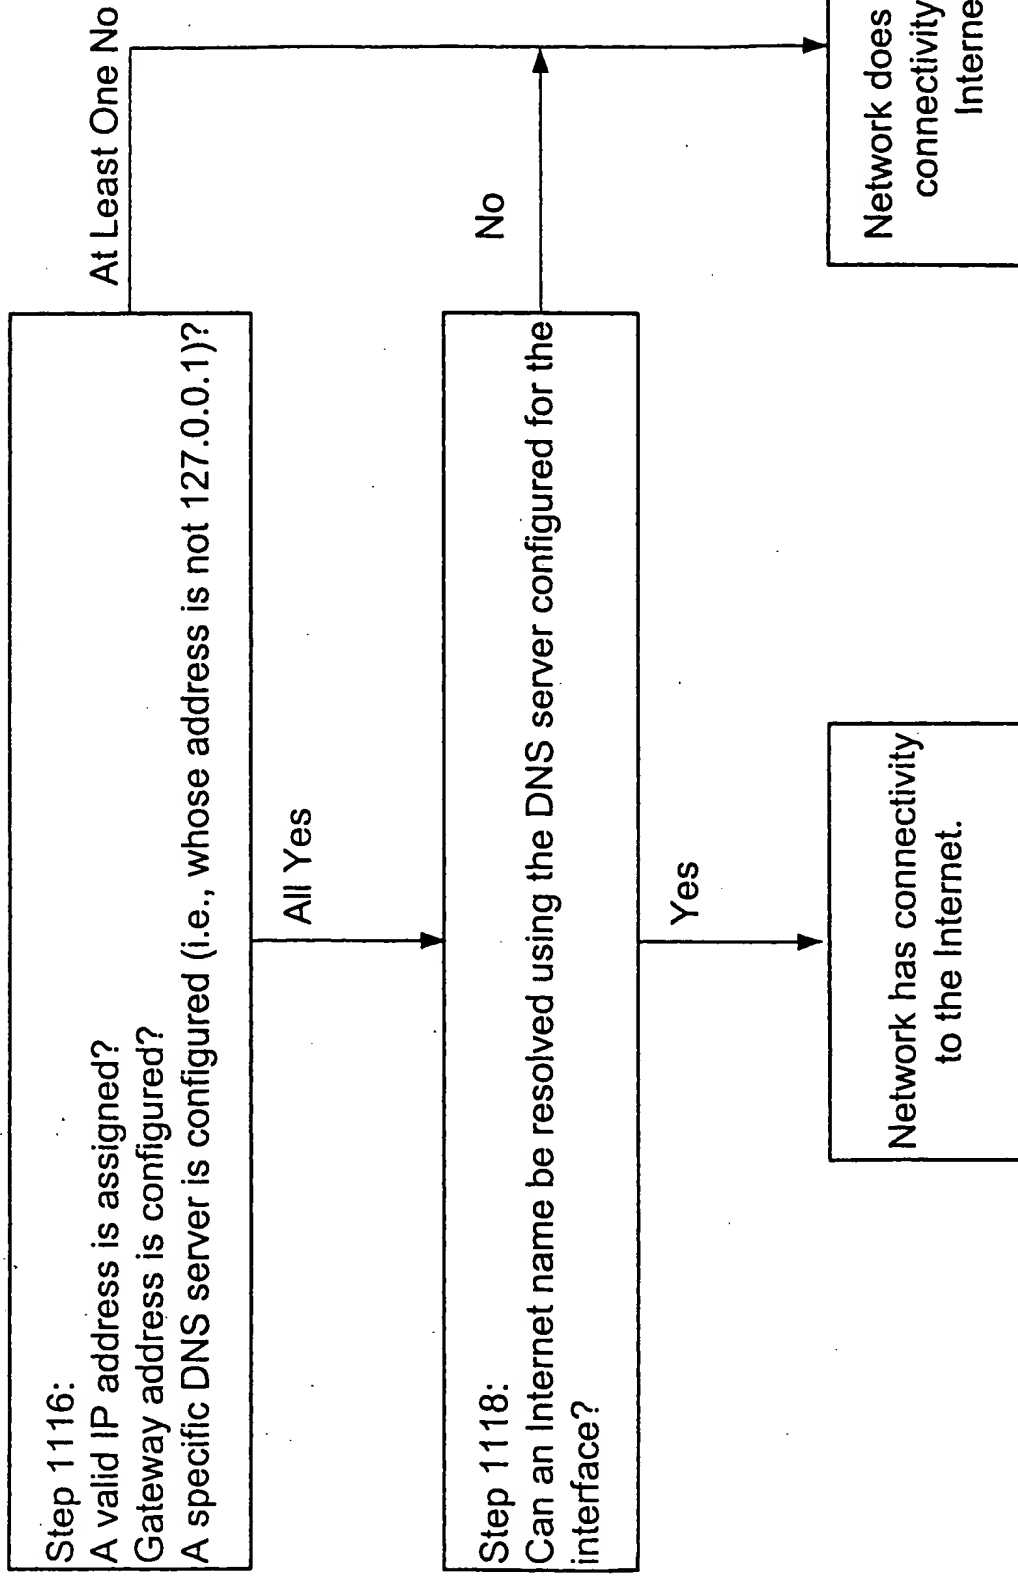 Step 1116:
A valid IP address is assigned?
Gateway address is configured?
A specific DNS server is configured (i.e., whose address is not 127.0.0.1)?
At Least One No
All Yes
Step 1118:
Can an Internet name be resolved using the DNS server configured for the
interface?
No
Yes
Network has connectivity
to the Internet.
Network does
connectivity
Interne